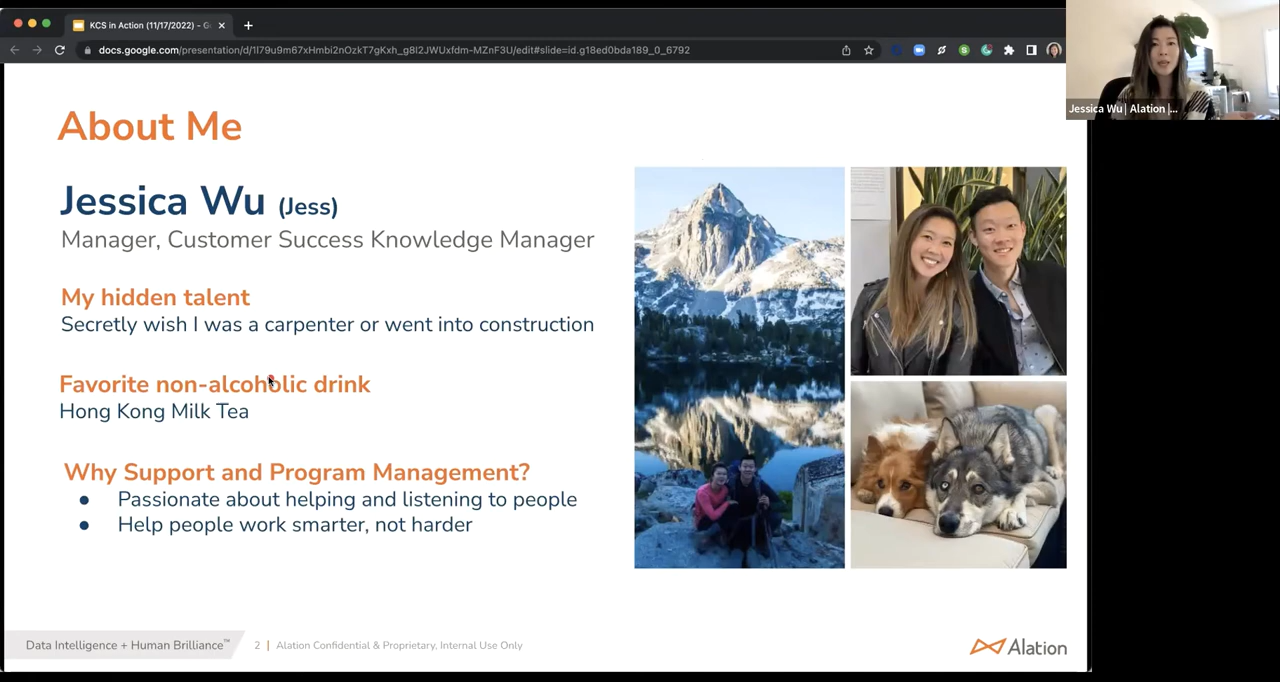 KCS in Action (11/17/2022) – G
docs.google.com/presentation/d/1l79u9m67xHmbi2nOzkT7gKxh_g8l2JWUxfdm-MZnF3U/edit#slide=id.g18ed0bda189_0_6792
Jessica Wu | Alation |...
About Me
Jessica Wu (Jess)
Manager, Customer Success Knowledge Manager
My hidden talent
Secretly wish I was a carpenter or went into construction
Favorite non-alcoholic drink
Hong Kong Milk Tea
Why Support and Program Management?
● Passionate about helping and listening to people
● Help people work smarter, not harder
Data Intelligence + Human Brilliance™
2 | Alation Confidential & Proprietary, Internal Use Only
Alation